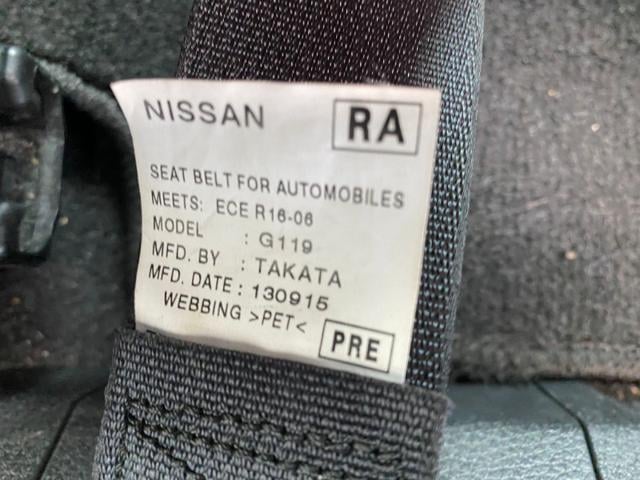 NISSAN RA
SEAT BELT FOR AUTOMOBILES
MEETS: ECE R16-06
MODEL : G119
MFD. BY : TAKATA
MFD. DATE : 130915
WEBBING >PET< PRE